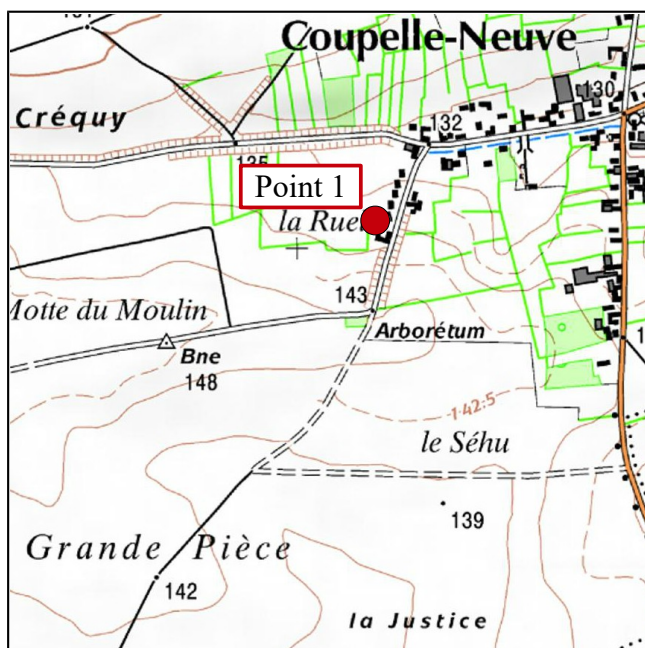 Coupelle-Neuve
130
Créquy
132
135
Point 1
la Rue
143
Motte du Moulin
Arborétum
Bne
148
142.5
le Séhu
139
Grande Pièce
142
la Justice